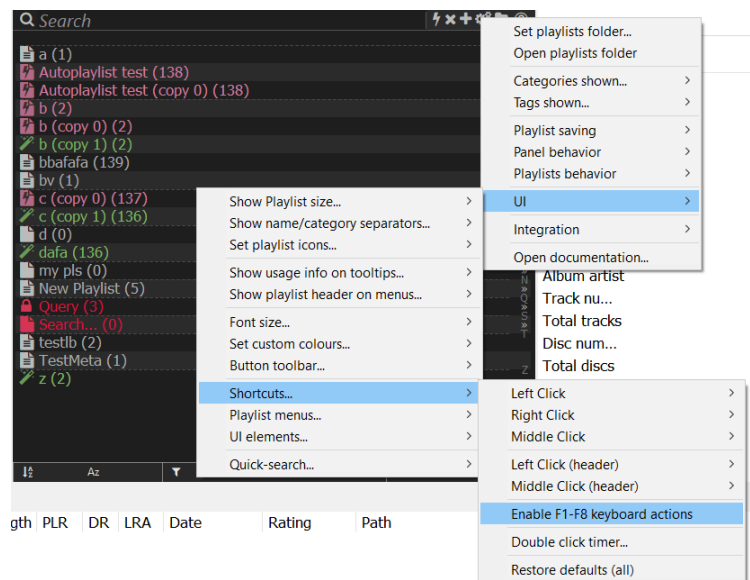 Search
a (1)
Autoplaylist test (138)
Autoplaylist test (copy 0) (138)
b (2)
b (copy 0) (2)
b (copy 1) (2)
bbafafa (139)
bv (1)
c (copy 0) (137)
c (copy 1) (136)
d (0)
dafa (136)
my pls (0)
New Playlist (5)
Query (3)
Search... (0)
testlb (2)
TestMeta (1)
z (2)
Az
Set playlists folder...
Open playlists folder
Categories shown...
Tags shown...
Playlist saving
Panel behavior
Playlists behavior
UI
Integration
Open documentation...
Show Playlist size...
Show name/category separators...
Set playlist icons...
Show usage info on tooltips...
Show playlist header on menus...
Font size...
Set custom colours...
Button toolbar...
Shortcuts...
Playlist menus...
UI elements...
Quick-search...
N
Q
S
T
Z
Album artist
Track nu...
Total tracks
Disc num...
Total discs
Left Click
Right Click
Middle Click
Left Click (header)
Middle Click (header)
Enable F1-F8 keyboard actions
Double click timer...
Restore defaults (all)
gth PLR DR LRA Date Rating Path